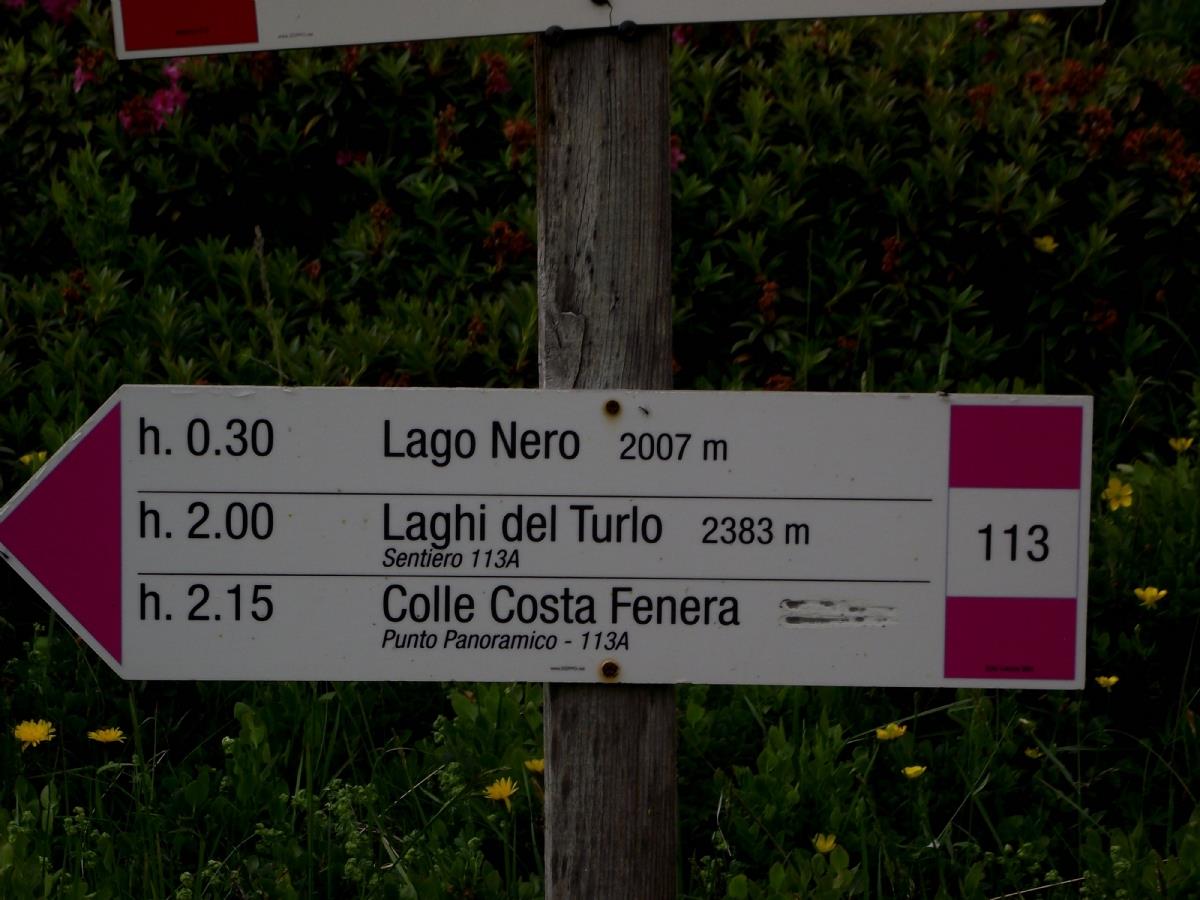 h. 0.30 Lago Nero 2007 m
h. 2.00 Laghi del Turlo 2383 m
Sentiero 113A
h. 2.15 Colle Costa Fenera
Punto Panoramico - 113A
113